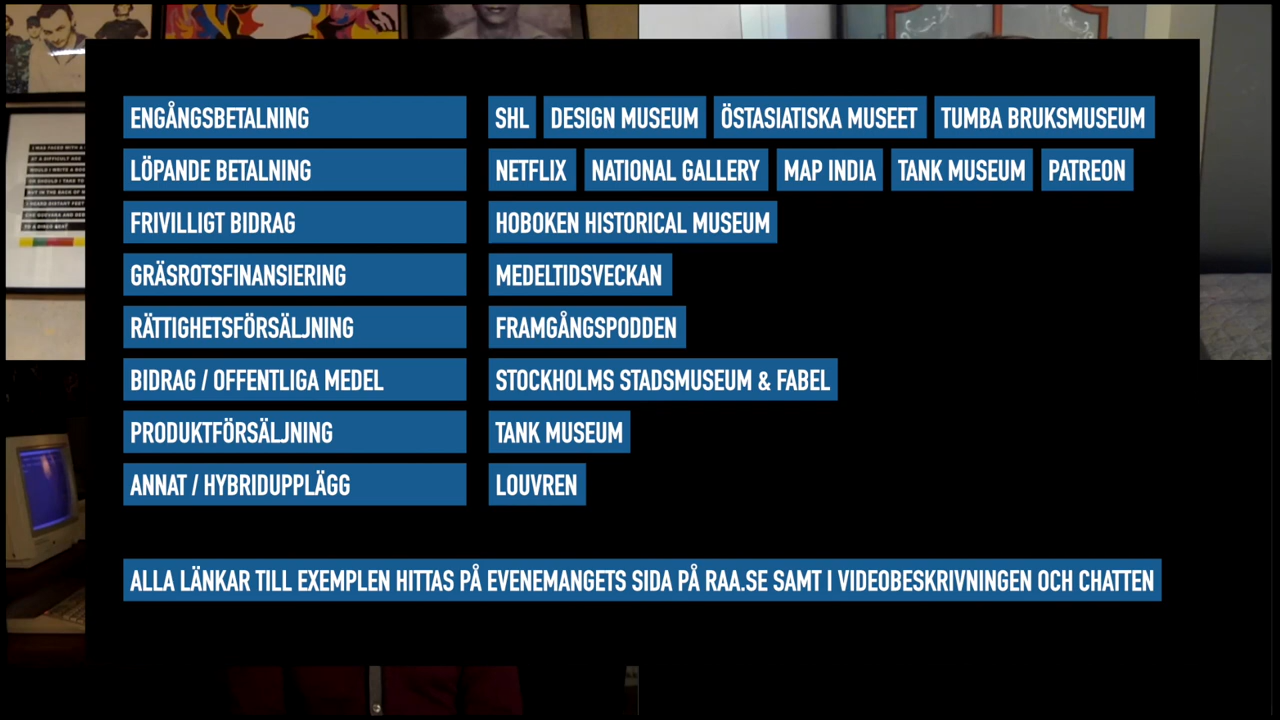 ENGÅNGSBETALNING SHL DESIGN MUSEUM ÖSTASIATISKA MUSEET TUMBA BRUKSMUSEUM
LÖPANDE BETALNING NETFLIX NATIONAL GALLERY MAP INDIA TANK MUSEUM PATREON
FRIVILLIGT BIDRAG HOBOKEN HISTORICAL MUSEUM
GRÄSROTSFINANSIERING MEDELTIDSVECKAN
RÄTTIGHETSFÖRSÄLJNING FRAMGÅNGSPODDEN
BIDRAG / OFFENTLIGA MEDEL STOCKHOLMS STADSMUSEUM & FABEL
PRODUKTFÖRSÄLJNING TANK MUSEUM
ANNAT / HYBRIDUPPLÄGG LOUVREN
ALLA LÄNKAR TILL EXEMPLEN HITTAS PÅ EVENEMANGETS SIDA PÅ RAA.SE SAMT I VIDEOBESKRIVNINGEN OCH CHATTEN